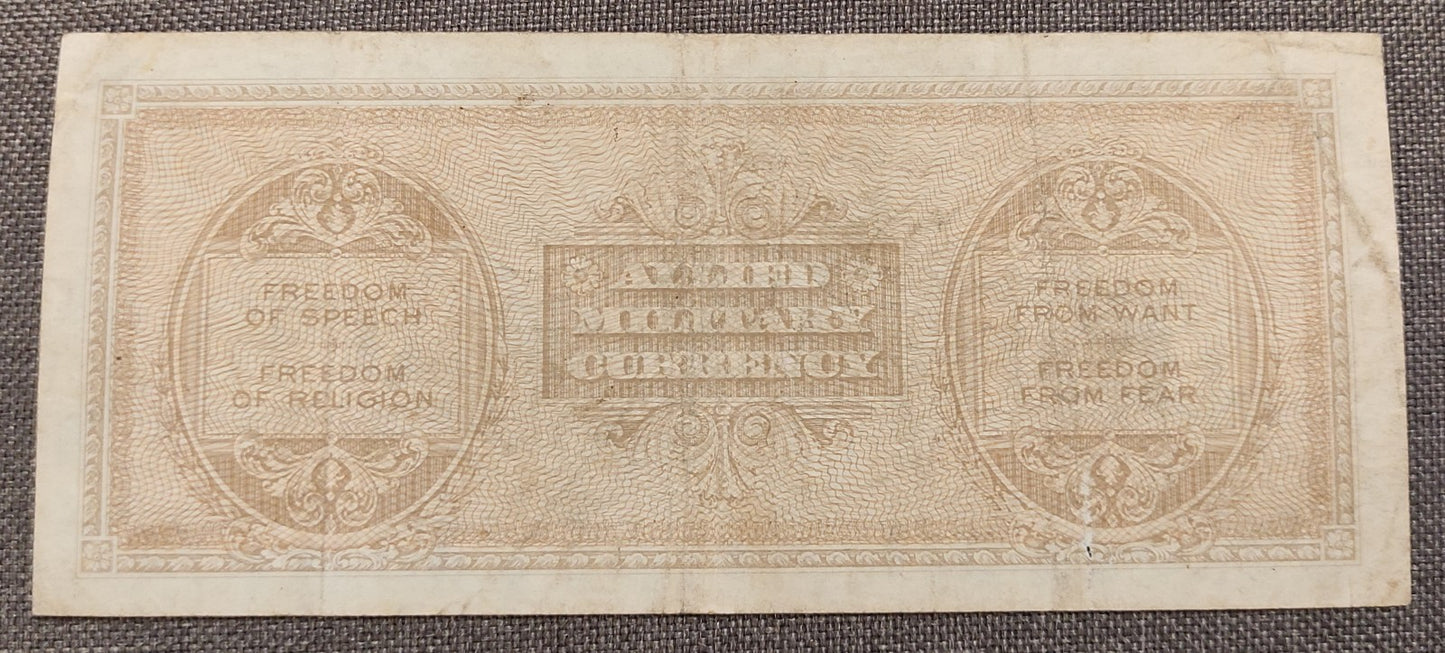 FREEDOM
OF SPEECH
FREEDOM
OF RELIGION
ALLIED
MILITARY
CURRENCY
FREEDOM
FROM WANT
FREEDOM
FROM FEAR